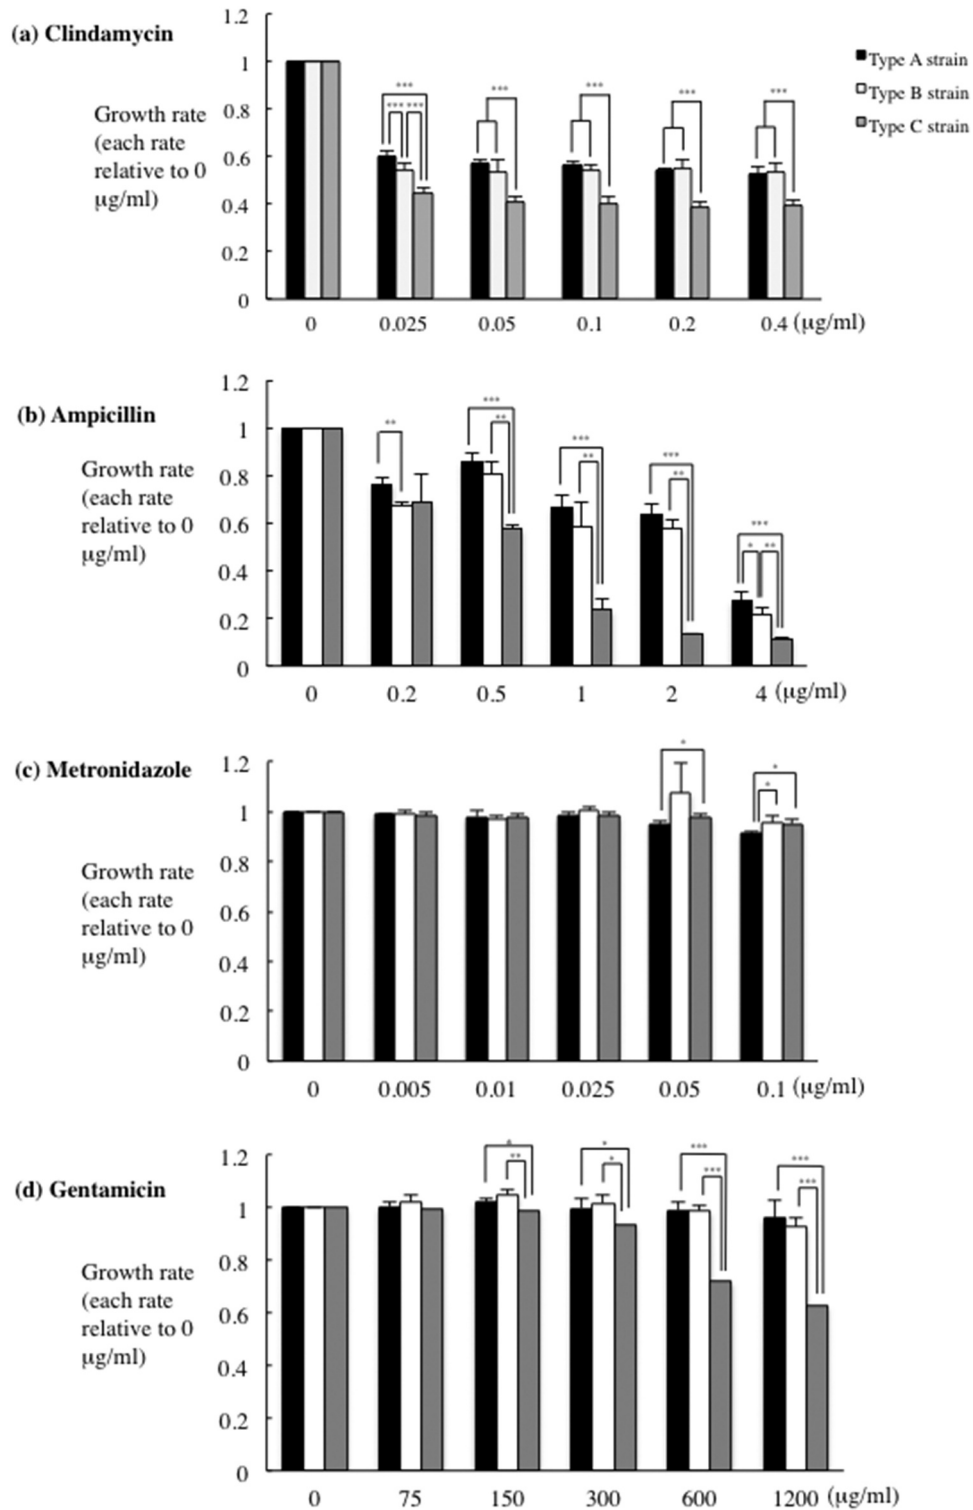 (a) Clindamycin
Growth rate
(each rate
relative to 0
μg/ml)
1.2
1
0.8
0.6
0.4
0.2
0
*** *** *** *** *** *** ***
Type A strain
Type B strain
Type C strain
0 0.025 0.05 0.1 0.2 0.4 (μg/ml)
(b) Ampicillin
Growth rate
(each rate
relative to 0
μg/ml)
1.2
1
0.8
0.6
0.4
0.2
0
** *** ** *** ** *** ** *** * **
0 0.2 0.5 1 2 4 (μg/ml)
(c) Metronidazole
Growth rate
(each rate
relative to 0
μg/ml)
1.2
1
0.8
0.6
0.4
0.2
0
* * *
0 0.005 0.01 0.025 0.05 0.1 (μg/ml)
(d) Gentamicin
Growth rate
(each rate
relative to 0
μg/ml)
1.2
1
0.8
0.6
0.4
0.2
0
* ** * * *** *** *** ***
0 75 150 300 600 1200 (μg/ml)